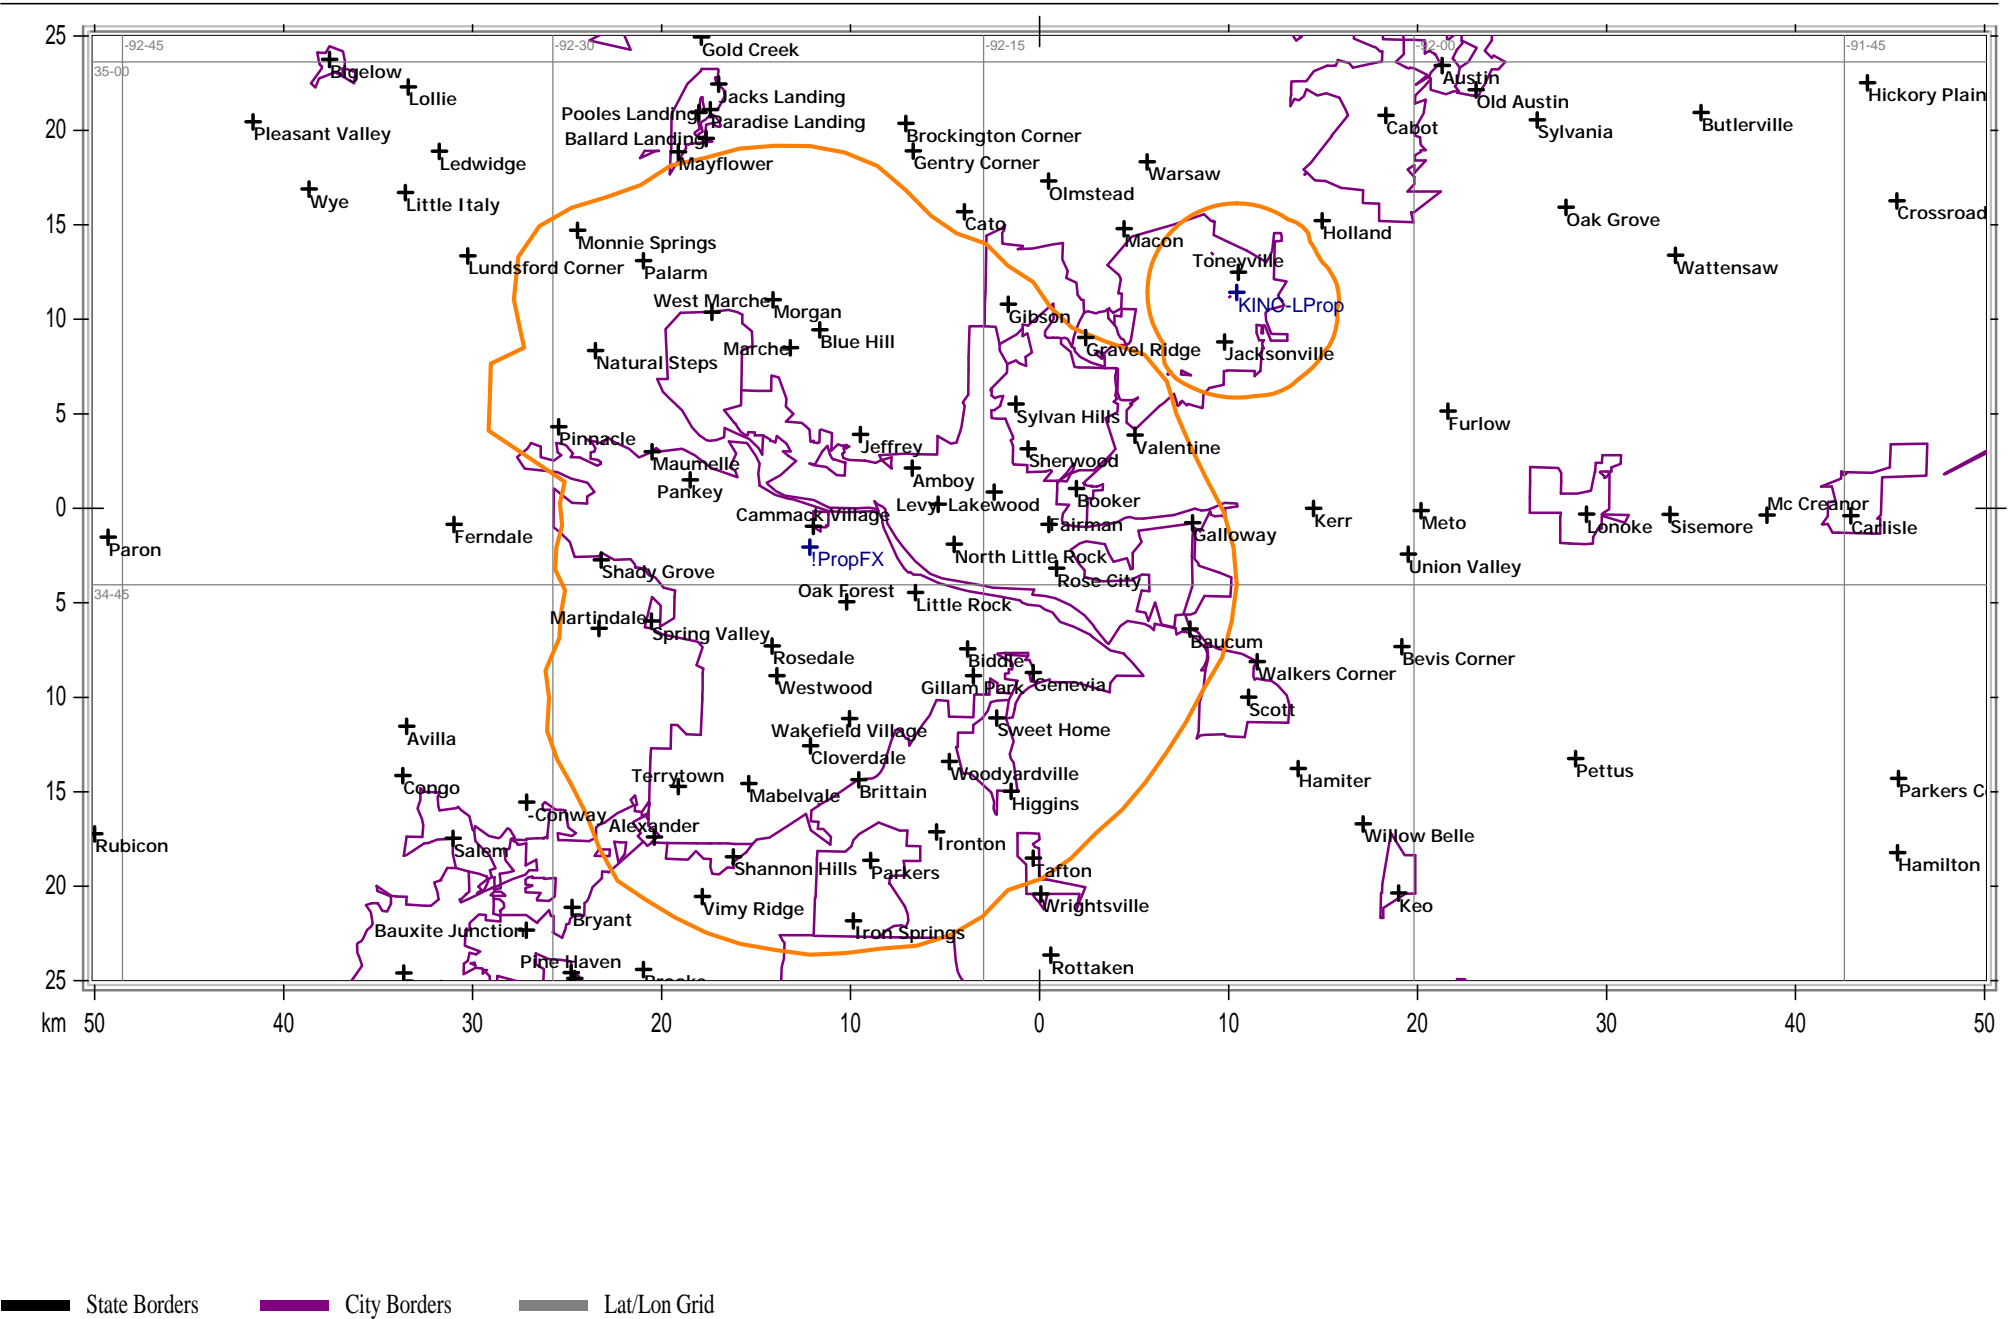 25
-92-45
-92-30
-92-15
-92-00
-91-45
Gold Creek
35-00
Bigelow
Austin
Lollie
Jacks Landing
Old Austin
Hickory Plain
20
Pleasant Valley
Pooles Landing
Paradise Landing
Brockington Corner
Cabot
Sylvania
Butlerville
Ballard Landing
Ledwidge
Mayflower
Gentry Corner
Warsaw
Wye
Little Italy
Olmstead
Oak Grove
Crossroad
15
Cato
Macon
Holland
Monnie Springs
Lundsford Corner
Palarm
Toneyville
Wattensaw
10
West Marche
Morgan
Gibson
KINO-LProp
Blue Hill
Marche
Natural Steps
Gravel Ridge
Jacksonville
5
Sylvan Hills
Furlow
Pinnacle
Jeffrey
Valentine
Maumelle
Sherwood
Pankey
Amboy
0
Levy
Lakewood
Booker
Mc Creanor
Cammack Village
Fairman
Kerr
Meto
Lonoke
Sisemore
Carlisle
Paron
Ferndale
Galloway
!PropFX
North Little Rock
Union Valley
Shady Grove
Rose City
34-45
5
Oak Forest
Little Rock
Martindale
Spring Valley
Baucum
Rosedale
Biddle
Bevis Corner
Westwood
Gillam Park
Genevia
Walkers Corner
10
Scott
Avilla
Wakefield Village
Sweet Home
Cloverdale
Pettus
15
Congo
Terrytown
Mabelvale
Brittain
Woodyardville
Hamiter
Parkers C
Higgins
-Conway
Alexander
Rubicon
Salem
Ironton
Willow Belle
Shannon Hills
Parkers
Tafton
Hamilton
20
Vimy Ridge
Wrightsville
Keo
Bryant
Bauxite Junction
Iron Springs
Pine Haven
Rottaken
25
km 50 40 30 20 10 0 10 20 30 40 50
State Borders City Borders Lat/Lon Grid